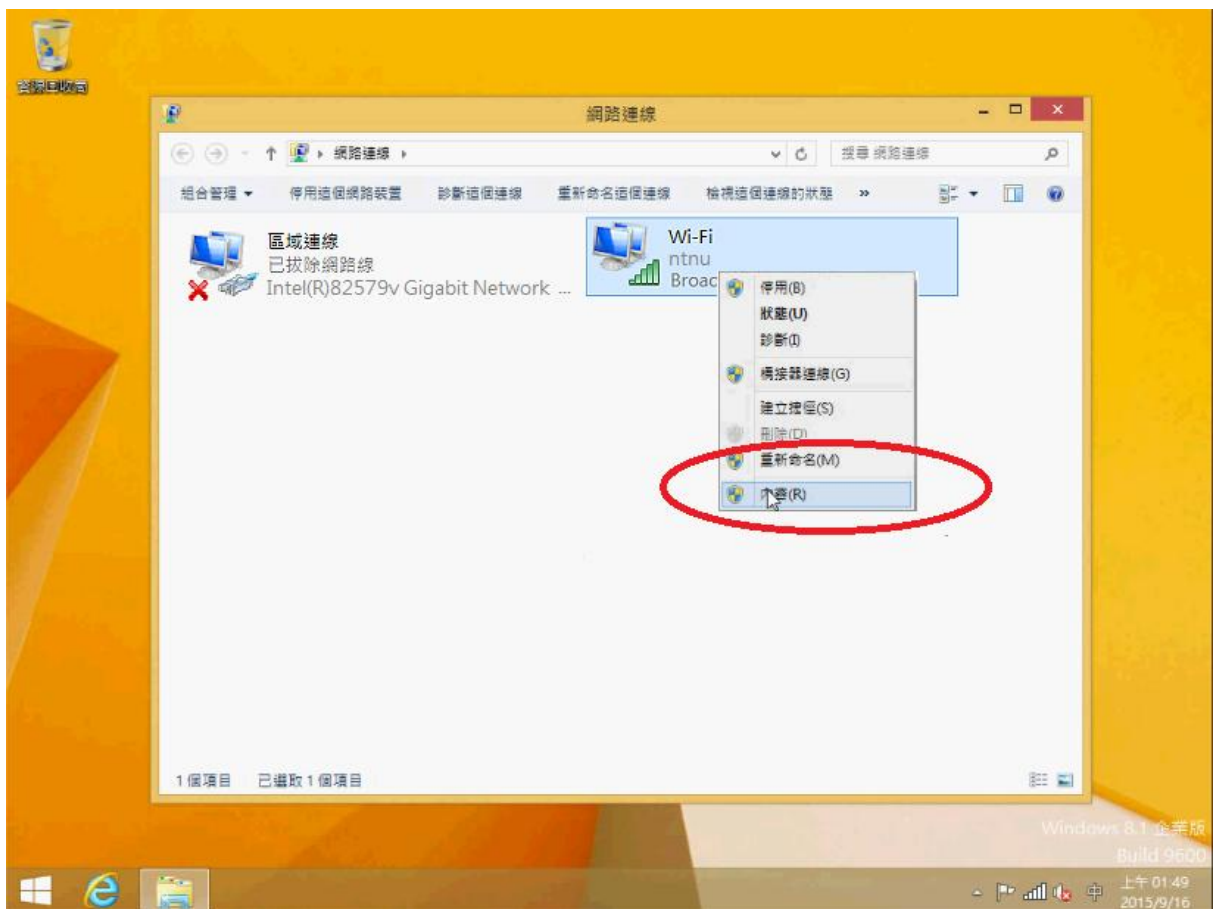 資源回收筒
網路連線
網路連線
搜尋 網路連線
組合管理 停用這個網路裝置 診斷這個連線 重新命名這個連線 檢視這個連線的狀態 »
區域連線
已拔除網路線
Intel(R)82579v Gigabit Network ...
Wi-Fi
ntnu
Broac
停用(B)
狀態(U)
診斷(I)
橋接器連線(G)
建立捷徑(S)
刪除(D)
重新命名(M)
內容(R)
1 個項目 已選取 1 個項目
Windows 8.1 企業版
Build 9600
中
上午 01:49
2015/9/16